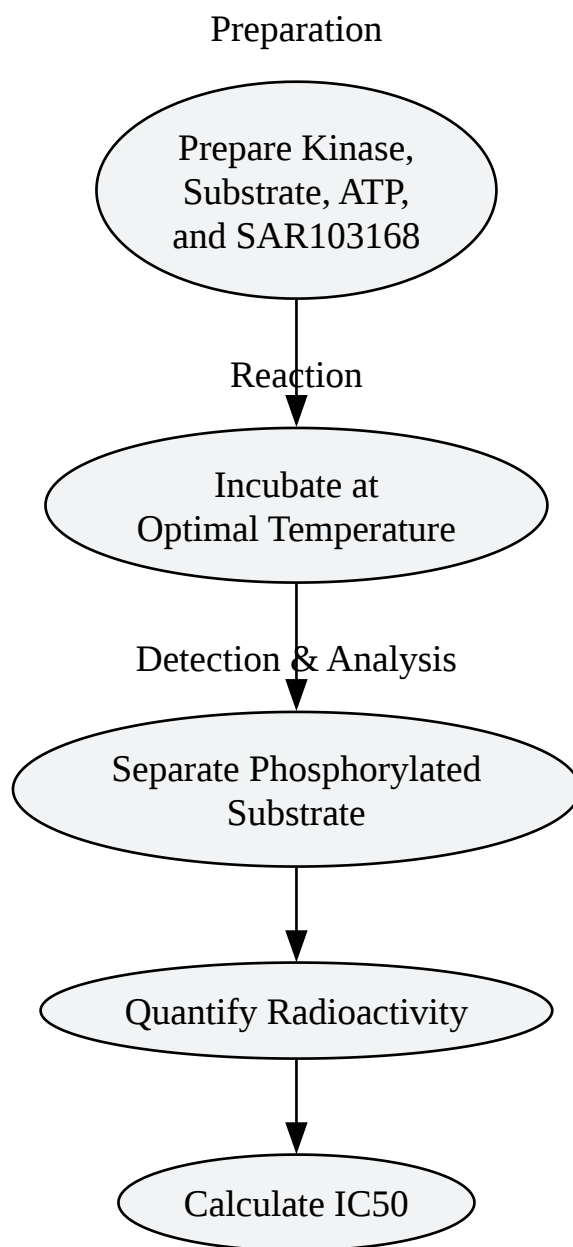 Preparation
Prepare Kinase,
Substrate, ATP,
and SAR103168
Reaction
Incubate at
Optimal Temperature
Detection & Analysis
Separate Phosphorylated
Substrate
Quantify Radioactivity
Calculate IC50